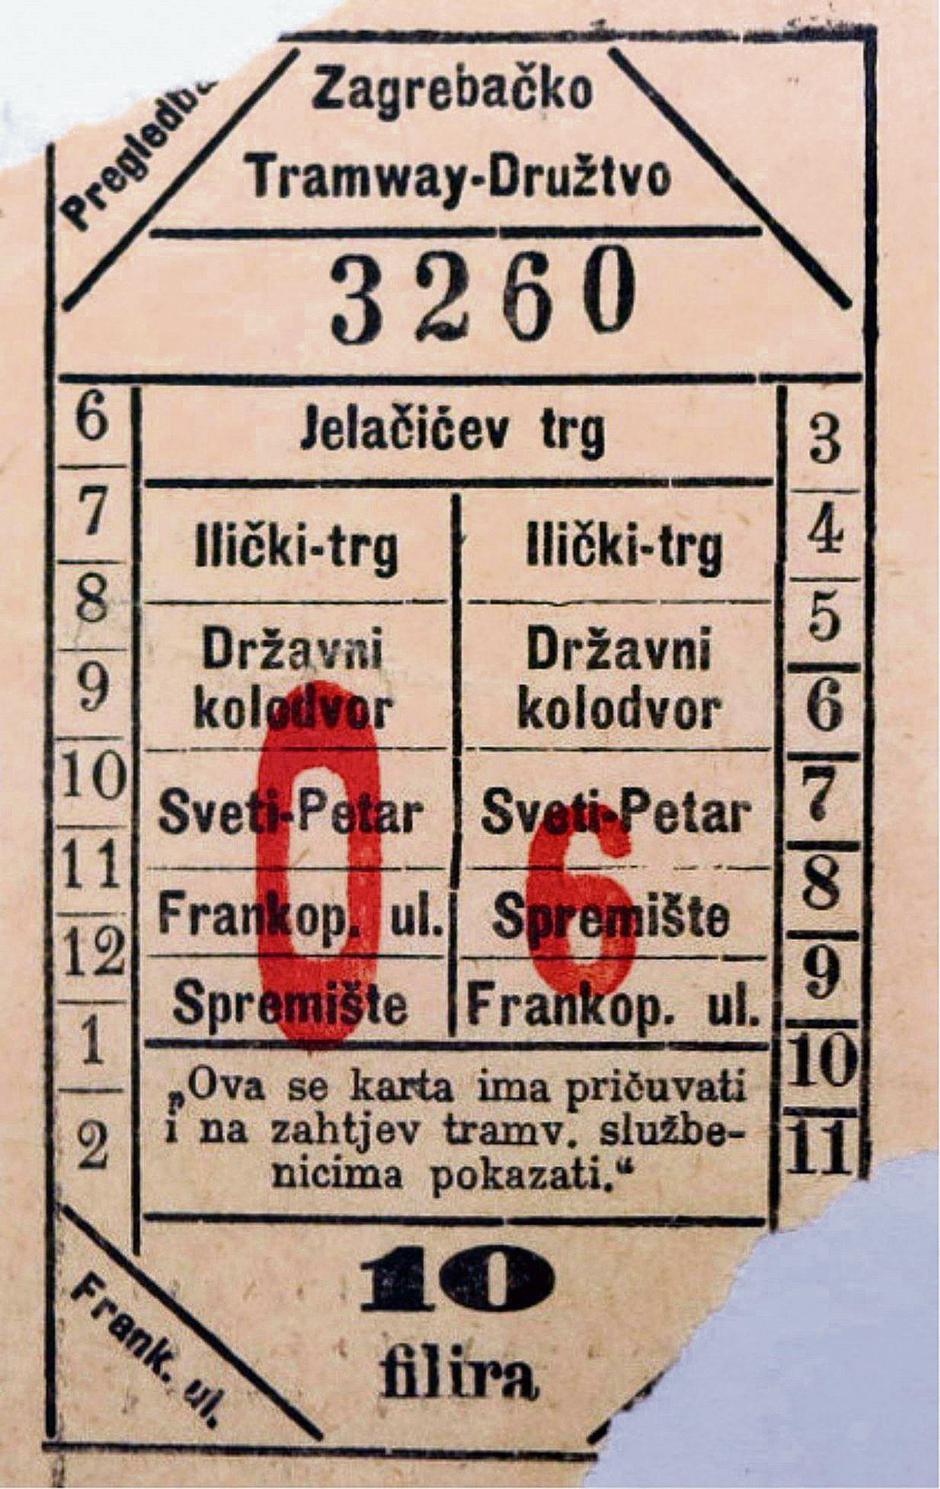 Pregledba
Zagrebačko
Tramway-Družtvo
3260
Jelačićev trg
6
7
8
9
10
11
12
1
2
Ilički-trg
Državni
kolodvor
Sveti-Petar
Frankop. ul.
Spremište
0
Ilički-trg
Državni
kolodvor
Sveti-Petar
Spremište
Frankop. ul.
6
3
4
5
6
7
8
9
10
11
„Ova se karta ima pričuvati
i na zahtjev tramv. službe-
nicima pokazati.“
10
filira
Frank. ul.